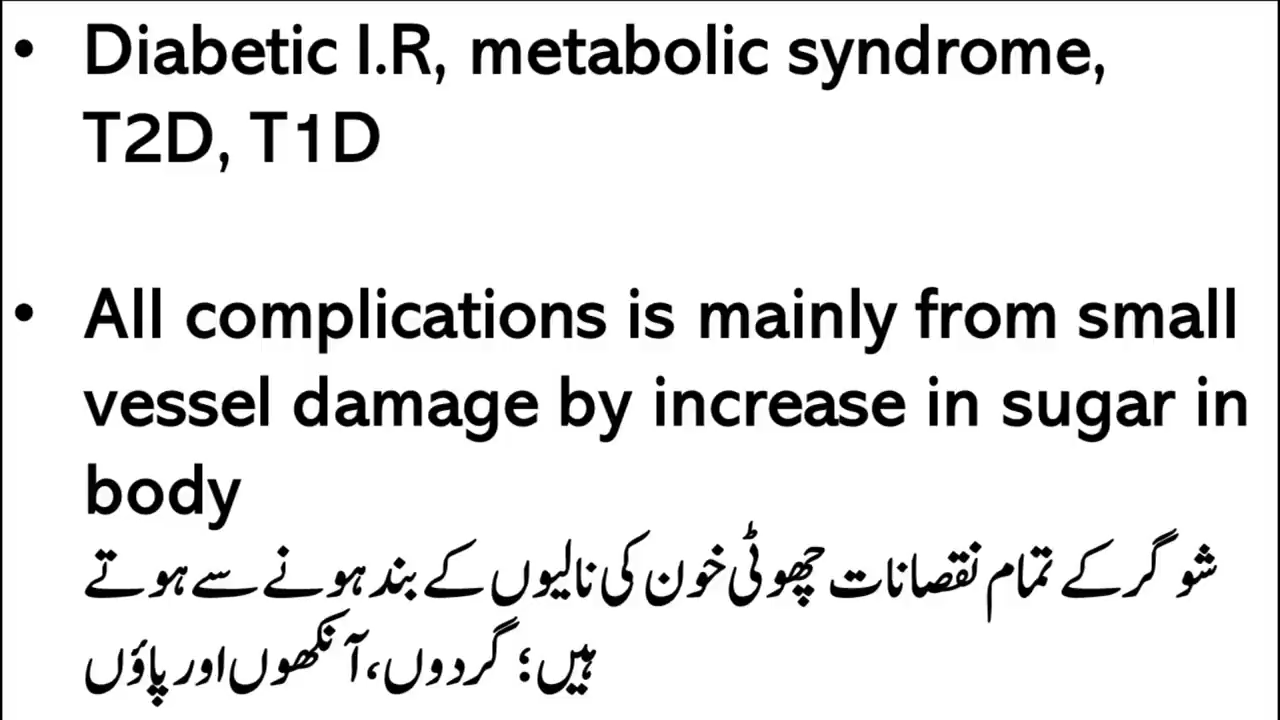 • Diabetic I.R, metabolic syndrome,
T2D, T1D
• All complications is mainly from small
vessel damage by increase in sugar in
body
شوگر کے تمام نقصانات چھوٹی خون کی نالیوں کے بند ہونے سے ہوتے
ہیں؛ گردوں، آنکھوں اور پاؤں